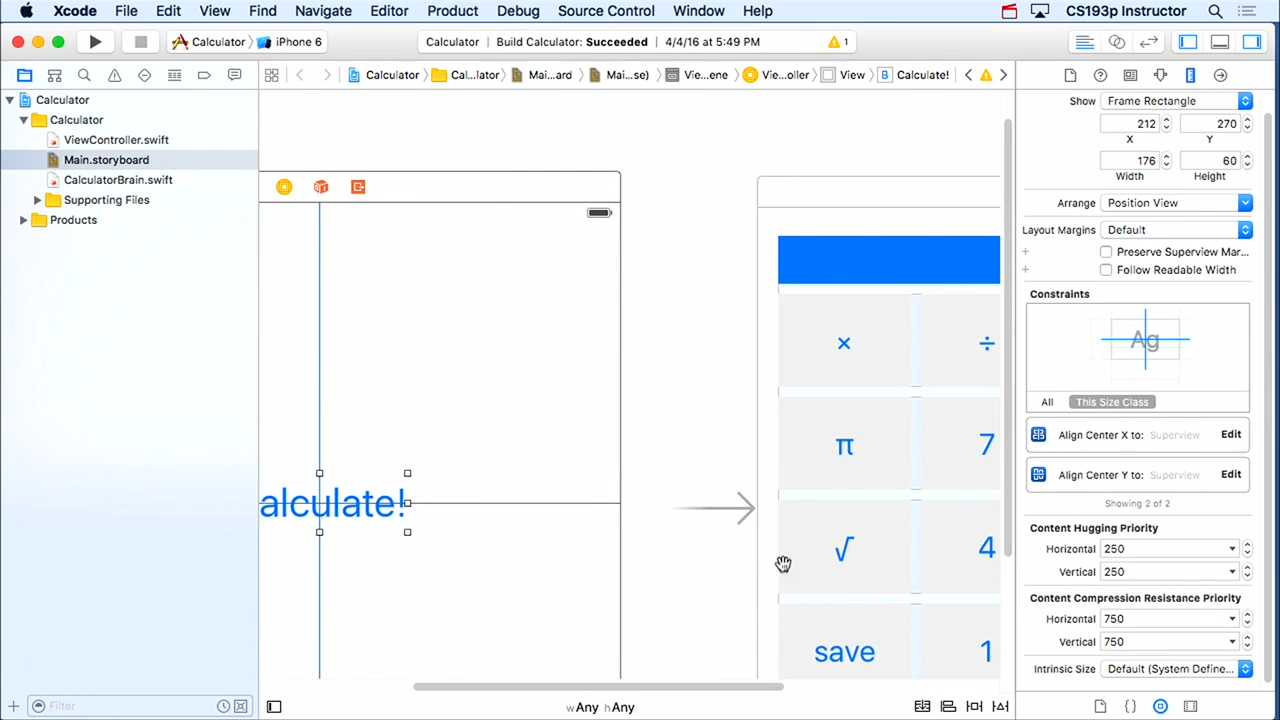 Xcode File Edit View Find Navigate Editor Product Debug Source Control Window Help CS193p Instructor
Calculator iPhone 6 Calculator Build Calculator: Succeeded 4/4/16 at 5:49 PM 1
Calculator Cal...lator Mai...ard Mai...se) Vie...ene Vie...oller View B Calculate!
Calculator
Calculator
ViewController.swift
Main.storyboard
CalculatorBrain.swift
Supporting Files
Products
Filter
alculate!
× ÷
π 7
√ 4
save 1
wAny hAny
Show Frame Rectangle
212 270
X Y
176 60
Width Height
Arrange Position View
Layout Margins Default
+ Preserve Superview Mar...
+ Follow Readable Width
Constraints
Ag
All This Size Class
Align Center X to: Superview Edit
Align Center Y to: Superview Edit
Showing 2 of 2
Content Hugging Priority
Horizontal 250
Vertical 250
Content Compression Resistance Priority
Horizontal 750
Vertical 750
Intrinsic Size Default (System Define...